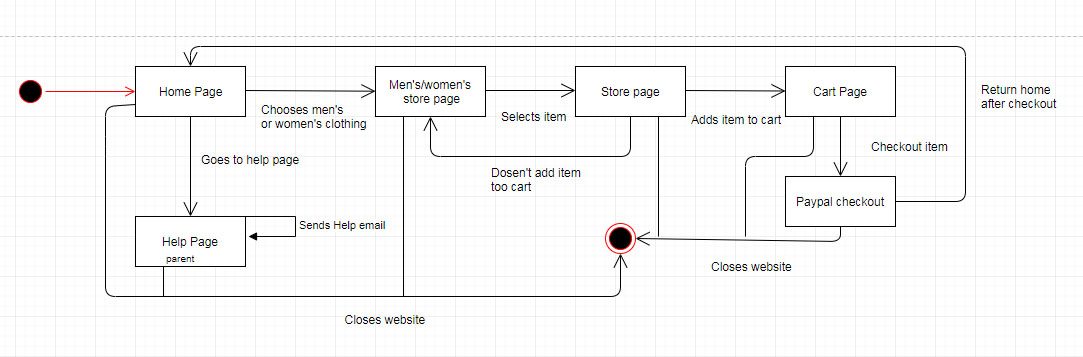 Home Page
Men's/women's
store page
Store page
Cart Page
Return home
after checkout
Chooses men's
or women's clothing
Selects item
Adds item to cart
Checkout item
Goes to help page
Dosen't add item
too cart
Paypal checkout
Sends Help email
Help Page
parent
Closes website
Closes website